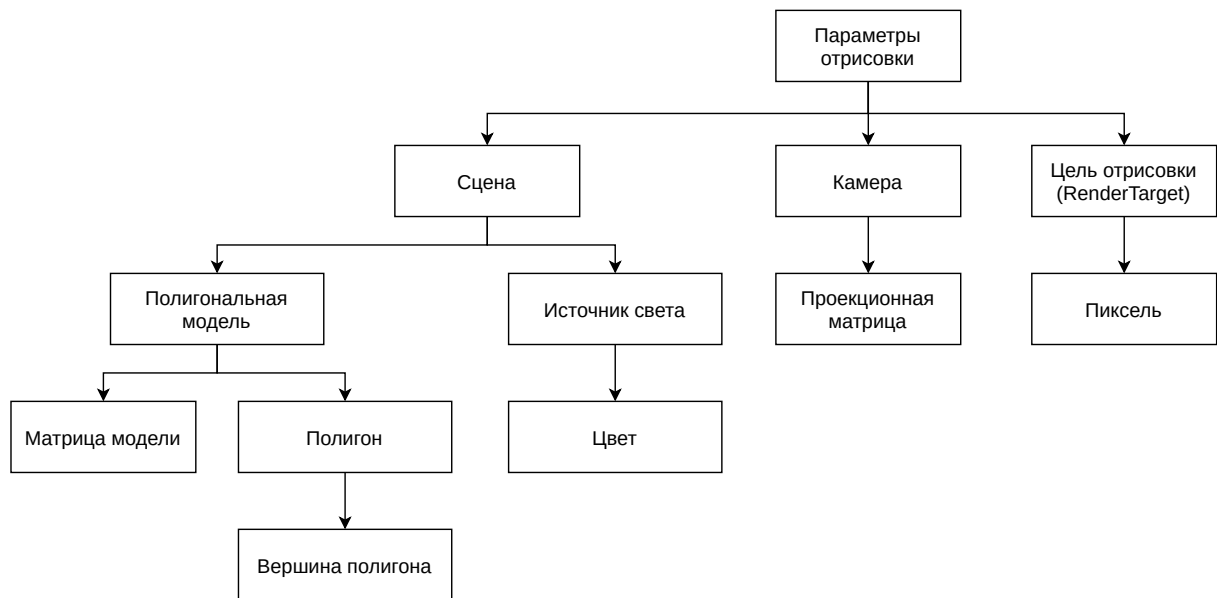 Параметры
отрисовки
Сцена
Камера
Цель отрисовки
(RenderTarget)
Полигональная
модель
Источник света
Проекционная
матрица
Пиксель
Матрица модели
Полигон
Цвет
Вершина полигона